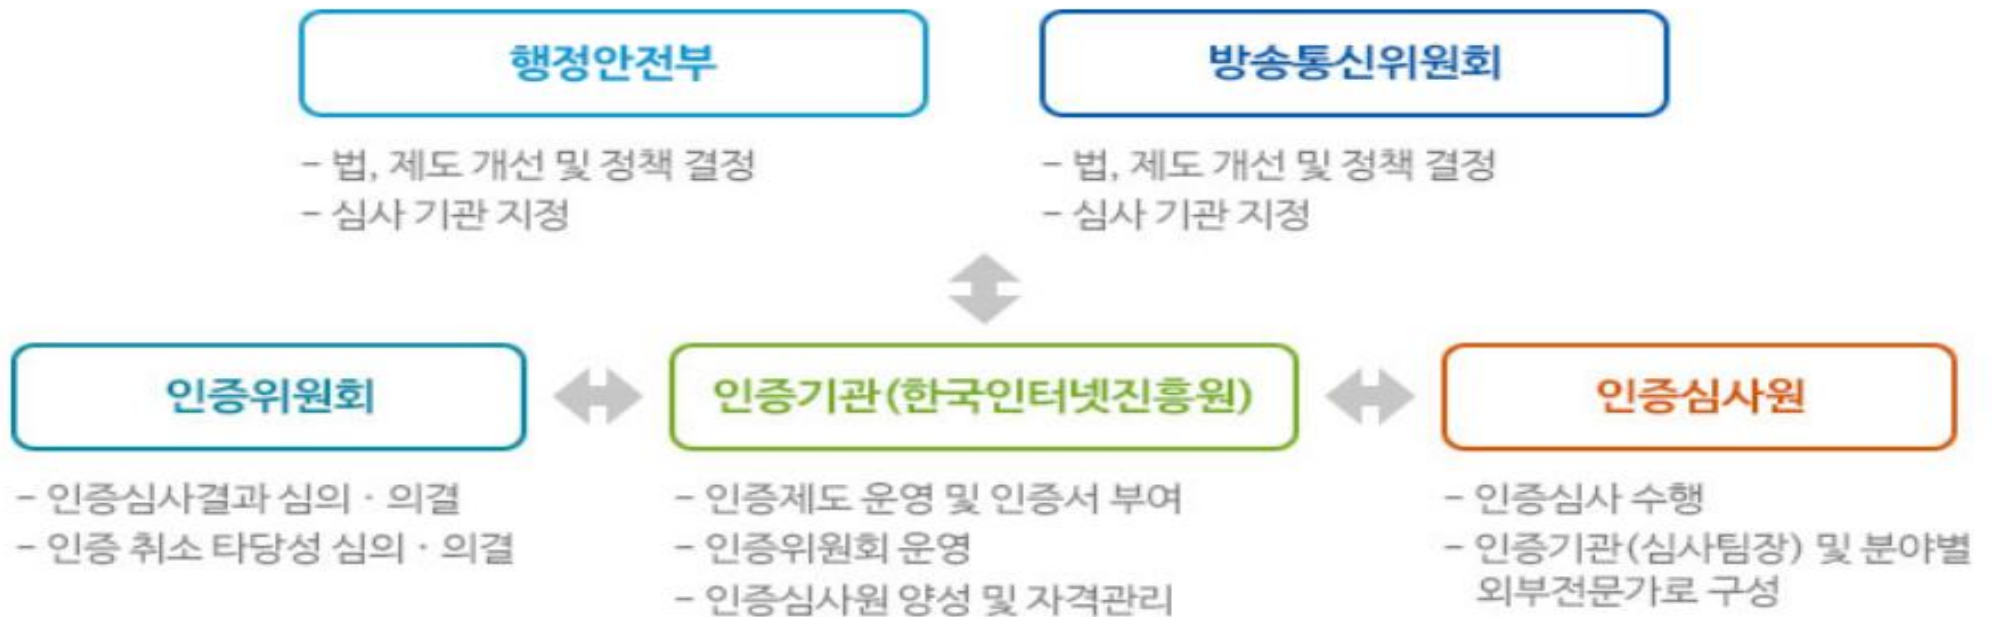 행정안전부
방송통신위원회
- 법, 제도 개선 및 정책 결정
- 심사 기관 지정
- 법, 제도 개선 및 정책 결정
- 심사 기관 지정
인증위원회
인증기관(한국인터넷진흥원)
인증심사원
- 인증심사결과 심의 · 의결
- 인증 취소 타당성 심의 · 의결
- 인증제도 운영 및 인증서 부여
- 인증위원회 운영
- 인증심사원 양성 및 자격관리
- 인증심사 수행
- 인증기관(심사팀장) 및 분야별
외부전문가로 구성